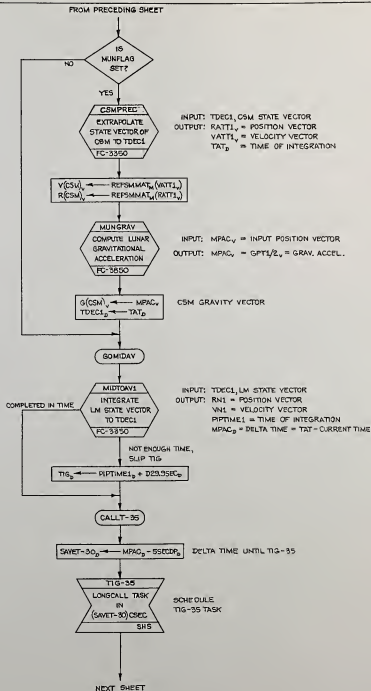 FROM PRECEDING SHEET
IS
MUNFLAG
SET?
NO
YES
CSMPREC
EXTRAPOLATE
STATE VECTOR OF
CSM TO TDEC1
FC-3350
INPUT: TDEC1, CSM STATE VECTOR
OUTPUT: RATT1V = POSITION VECTOR
VATT1V = VELOCITY VECTOR
TATD = TIME OF INTEGRATION
V(CSM)V ← REFSMMATM(VATT1V)
R(CSM)V ← REFSMMATM(RATT1V)
MUNGRAV
COMPUTE LUNAR
GRAVITATIONAL
ACCELERATION
FC-3850
INPUT: MPACV = INPUT POSITION VECTOR
OUTPUT: MPACV = GPT1/2V = GRAV. ACCEL.
G(CSM)V ← MPACV
TDEC1D ← TATD
CSM GRAVITY VECTOR
GOMIDAV
MIDTOAV1
INTEGRATE
LM STATE VECTOR
TO TDEC1
FC-3350
INPUT: TDEC1, LM STATE VECTOR
OUTPUT: RN1 = POSITION VECTOR
VN1 = VELOCITY VECTOR
PIPTIME1 = TIME OF INTEGRATION
MPACD = DELTA TIME = TAT - CURRENT TIME
COMPLETED IN TIME
NOT ENOUGH TIME,
SLIP TIG
TIGD ← PIPTIME1D + D29.9SECD
CALLT-35
SAVET-30D ← MPACD - 5SECDPD
DELTA TIME UNTIL TIG-35
TIG-35
LONGCALL TASK
IN
(SAVET-30) CSEC
SHS
SCHEDULE
TIG-35 TASK
NEXT SHEET